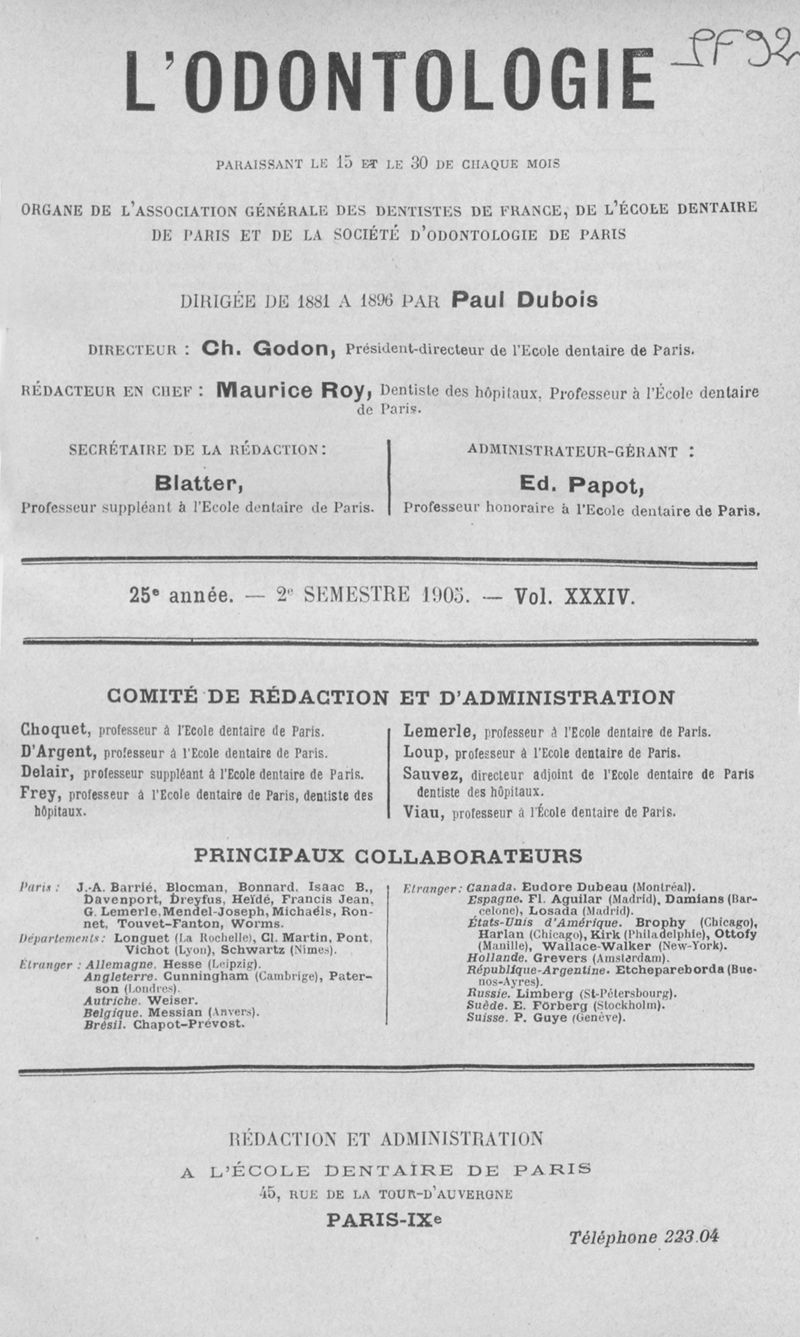 L'ODONTOLOGIE
PF92
PARAISSANT LE 15 ET LE 30 DE CHAQUE MOIS
ORGANE DE L'ASSOCIATION GÉNÉRALE DES DENTISTES DE FRANCE, DE L'ÉCOLE DENTAIRE
DE PARIS ET DE LA SOCIÉTÉ D'ODONTOLOGIE DE PARIS
DIRIGÉE DE 1881 A 1896 PAR Paul Dubois
DIRECTEUR : Ch. Godon, Président-directeur de l'Ecole dentaire de Paris.
RÉDACTEUR EN CHEF : Maurice Roy, Dentiste des hôpitaux, Professeur à l'École dentaire
de Paris.
SECRÉTAIRE DE LA RÉDACTION :
Blatter,
Professeur suppléant à l'Ecole dentaire de Paris.
ADMINISTRATEUR-GÉRANT :
Ed. Papot,
Professeur honoraire à l'Ecole dentaire de Paris.
25e année. — 2e SEMESTRE 1905. — Vol. XXXIV.
COMITÉ DE RÉDACTION ET D'ADMINISTRATION
Choquet, professeur à l'Ecole dentaire de Paris.
D'Argent, professeur à l'Ecole dentaire de Paris.
Delair, professeur suppléant à l'Ecole dentaire de Paris.
Frey, professeur à l'Ecole dentaire de Paris, dentiste des
hôpitaux.
Lemerle, professeur à l'Ecole dentaire de Paris.
Loup, professeur à l'Ecole dentaire de Paris.
Sauvez, directeur adjoint de l'Ecole dentaire de Paris
dentiste des hôpitaux.
Viau, professeur à l'École dentaire de Paris.
PRINCIPAUX COLLABORATEURS
Paris : J.-A. Barrié, Blocman, Bonnard, Isaac B.,
Davenport, Dreyfus, Heïdé, Francis Jean,
G. Lemerle, Mendel-Joseph, Michaëls, Ron-
net, Touvet-Fanton, Worms.
Départements : Longuet (La Rochelle), Cl. Martin, Pont,
Vichot (Lyon), Schwartz (Nîmes).
Etranger : Allemagne. Hesse (Leipzig).
Angleterre. Cunningham (Cambrige), Pater-
son (Londres).
Autriche. Weiser.
Belgique. Messian (Anvers).
Brésil. Chapot-Prévost.
Etranger : Canada. Eudore Dubeau (Montréal).
Espagne. Fl. Aguilar (Madrid), Damians (Bar-
celone), Losada (Madrid).
États-Unis d'Amérique. Brophy (Chicago),
Harlan (Chicago), Kirk (Philadelphie), Ottofy
(Manille), Wallace-Walker (New-York).
Hollande. Grevers (Amsterdam).
République-Argentine. Etchepareborda (Bue-
nos-Ayres).
Russie. Limberg (St-Pétersbourg).
Suède. E. Förberg (Stockholm).
Suisse. P. Guye (Genève).
RÉDACTION ET ADMINISTRATION
A L'ÉCOLE DENTAIRE DE PARIS
45, RUE DE LA TOUR-D'AUVERGNE
PARIS-IXe
Téléphone 223.04